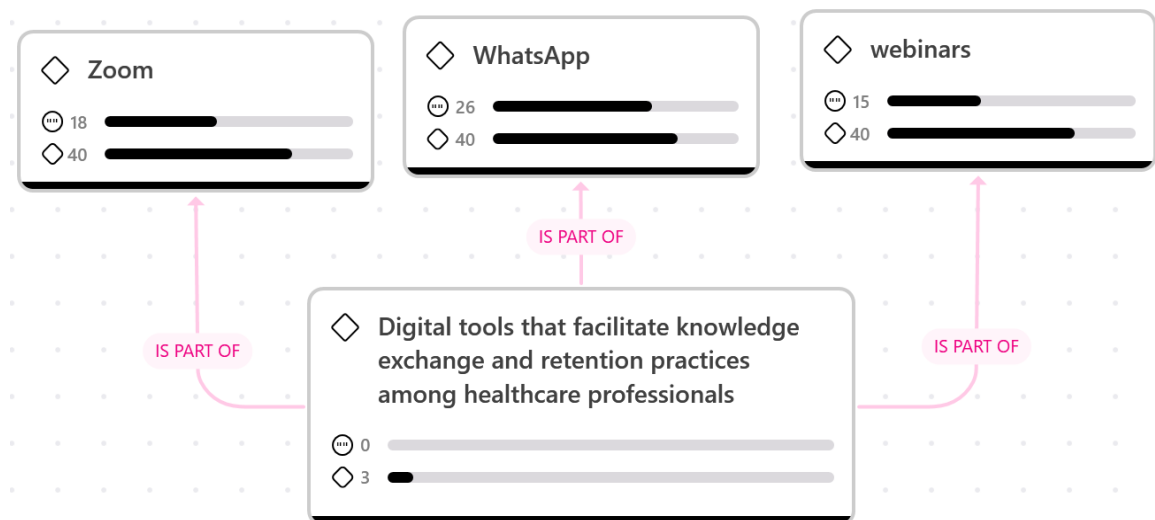 Zoom
18
40
WhatsApp
26
40
webinars
15
40
IS PART OF
IS PART OF
IS PART OF
Digital tools that facilitate knowledge
exchange and retention practices
among healthcare professionals
0
3